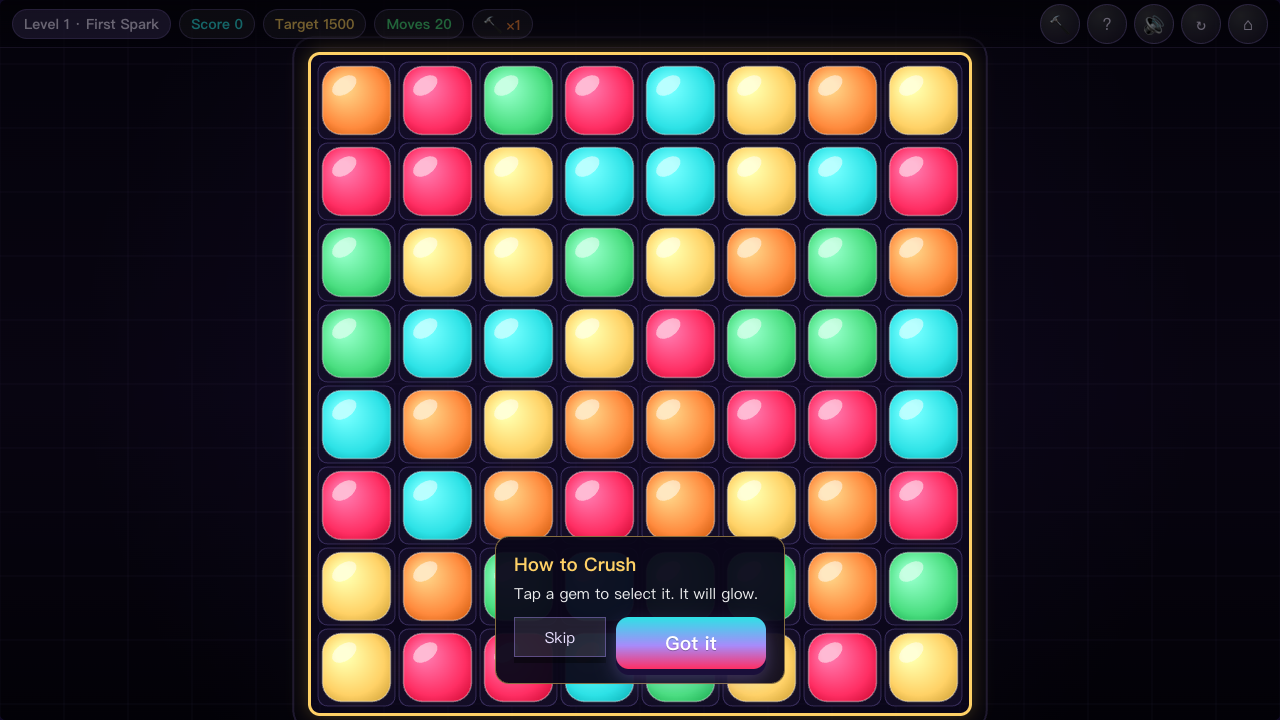 Level 1 · First Spark
Score 0
Target 1500
Moves 20
x1
?
How to Crush
Tap a gem to select it. It will glow.
Skip
Got it